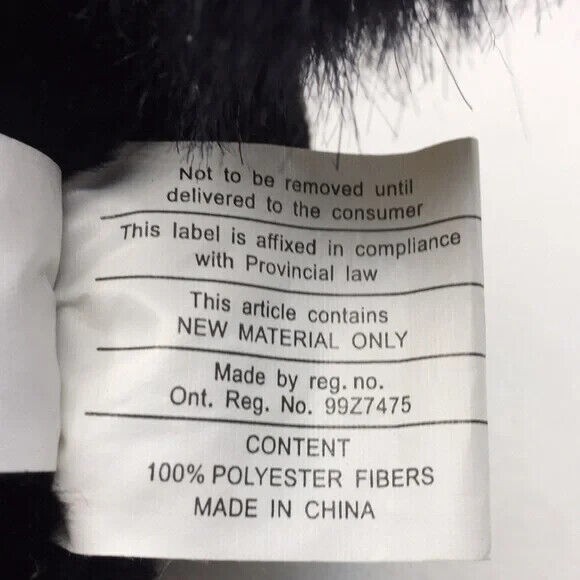 Not to be removed until
delivered to the consumer
This label is affixed in compliance
with Provincial law
This article contains
NEW MATERIAL ONLY
Made by reg. no.
Ont. Reg. No. 99Z7475
CONTENT
100% POLYESTER FIBERS
MADE IN CHINA